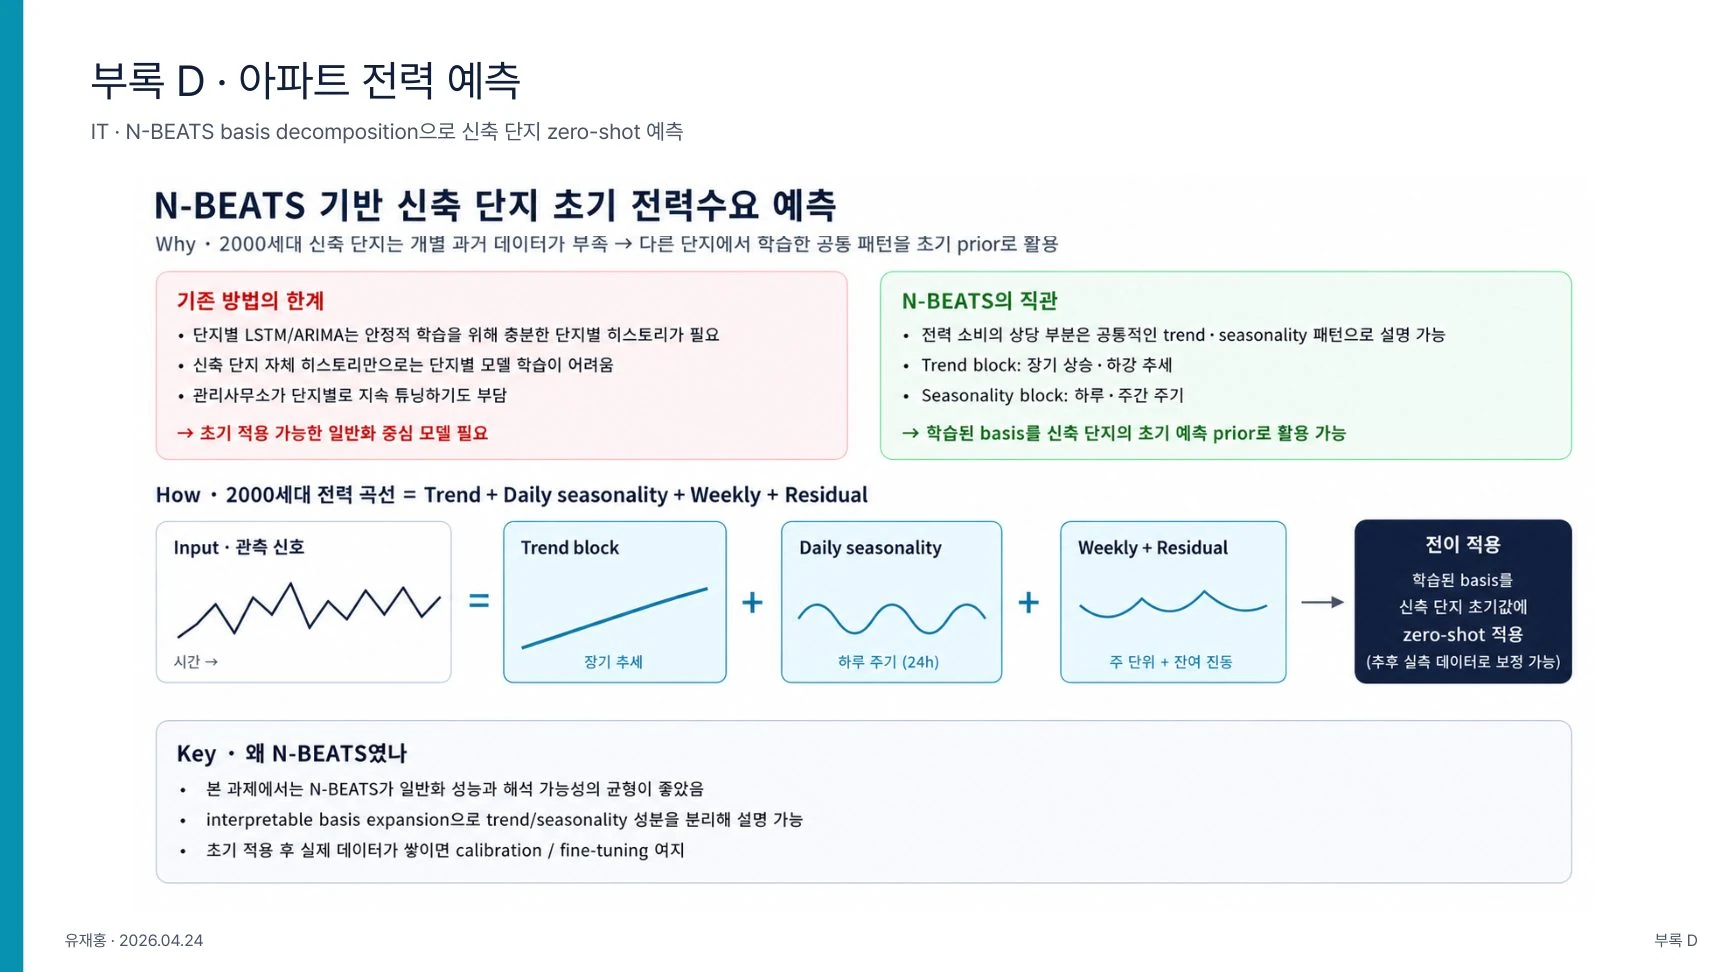 부록 D · 아파트 전력 예측
IT · N-BEATS basis decomposition으로 신축 단지 zero-shot 예측
N-BEATS 기반 신축 단지 초기 전력수요 예측
Why · 2000세대 신축 단지는 개별 과거 데이터가 부족 → 다른 단지에서 학습한 공통 패턴을 초기 prior로 활용
기존 방법의 한계
• 단지별 LSTM/ARIMA는 안정적 학습을 위해 충분한 단지별 히스토리가 필요
• 신축 단지 자체 히스토리만으로는 단지별 모델 학습이 어려움
• 관리사무소가 단지별로 지속 튜닝하기도 부담
→ 초기 적용 가능한 일반화 중심 모델 필요
N-BEATS의 직관
• 전력 소비의 상당 부분은 공통적인 trend · seasonality 패턴으로 설명 가능
• Trend block: 장기 상승 · 하강 추세
• Seasonality block: 하루 · 주간 주기
→ 학습된 basis를 신축 단지의 초기 예측 prior로 활용 가능
How · 2000세대 전력 곡선 = Trend + Daily seasonality + Weekly + Residual
Input · 관측 신호
시간 →
=
Trend block
장기 추세
+
Daily seasonality
하루 주기 (24h)
+
Weekly + Residual
주 단위 + 잔여 진동
전이 적용
학습된 basis를
신축 단지 초기값에
zero-shot 적용
(추후 실측 데이터로 보정 가능)
Key · 왜 N-BEATS였나
• 본 과제에서는 N-BEATS가 일반화 성능과 해석 가능성의 균형이 좋았음
• interpretable basis expansion으로 trend/seasonality 성분을 분리해 설명 가능
• 초기 적용 후 실제 데이터가 쌓이면 calibration / fine-tuning 여지
유재홍 · 2026.04.24
부록 D